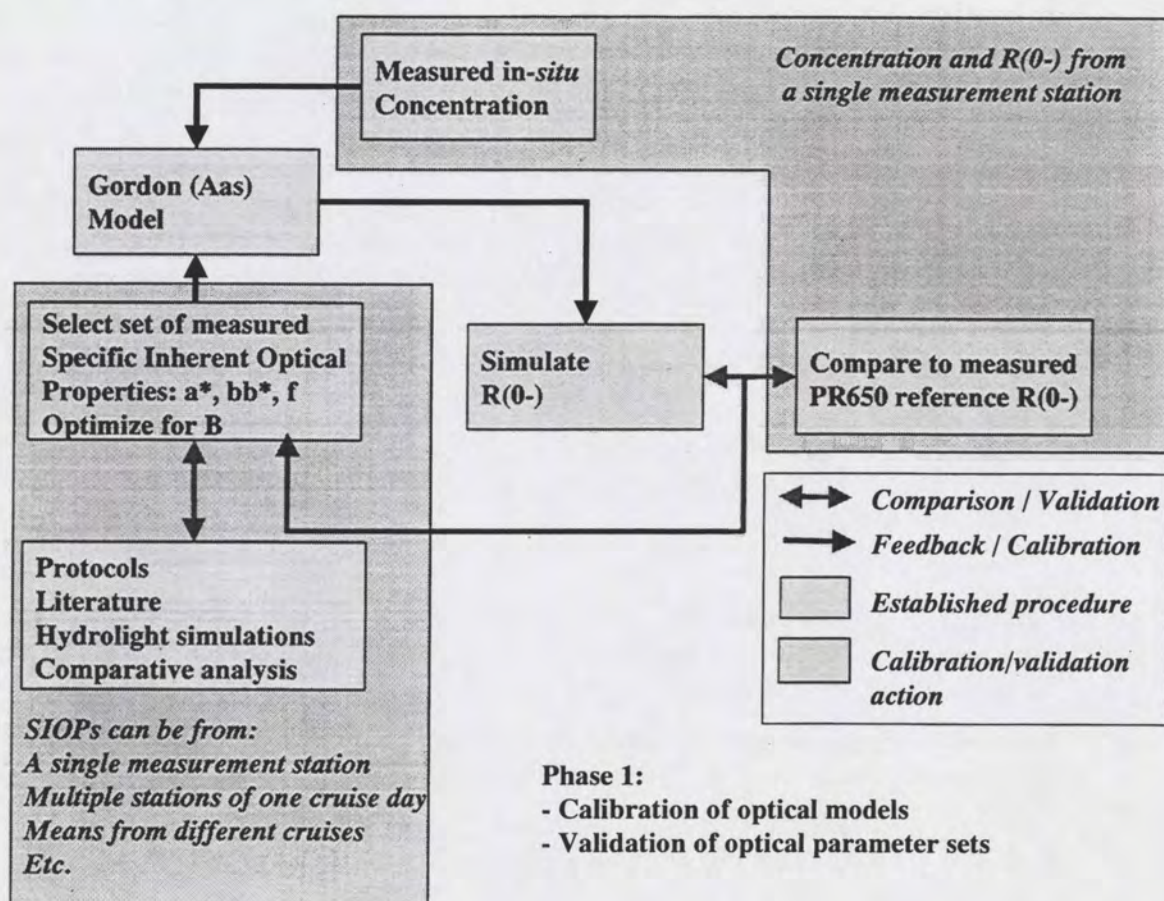 Measured in-situ
Concentration
Concentration and R(0-) from
a single measurement station
Gordon (Aas)
Model
Select set of measured
Specific Inherent Optical
Properties: a*, bb*, f
Optimize for B
Simulate
R(0-)
Compare to measured
PR650 reference R(0-)
Protocols
Literature
Hydrolight simulations
Comparative analysis
Comparison / Validation
Feedback / Calibration
Established procedure
Calibration/validation
action
SIOPs can be from:
A single measurement station
Multiple stations of one cruise day
Means from different cruises
Etc.
Phase 1:
- Calibration of optical models
- Validation of optical parameter sets